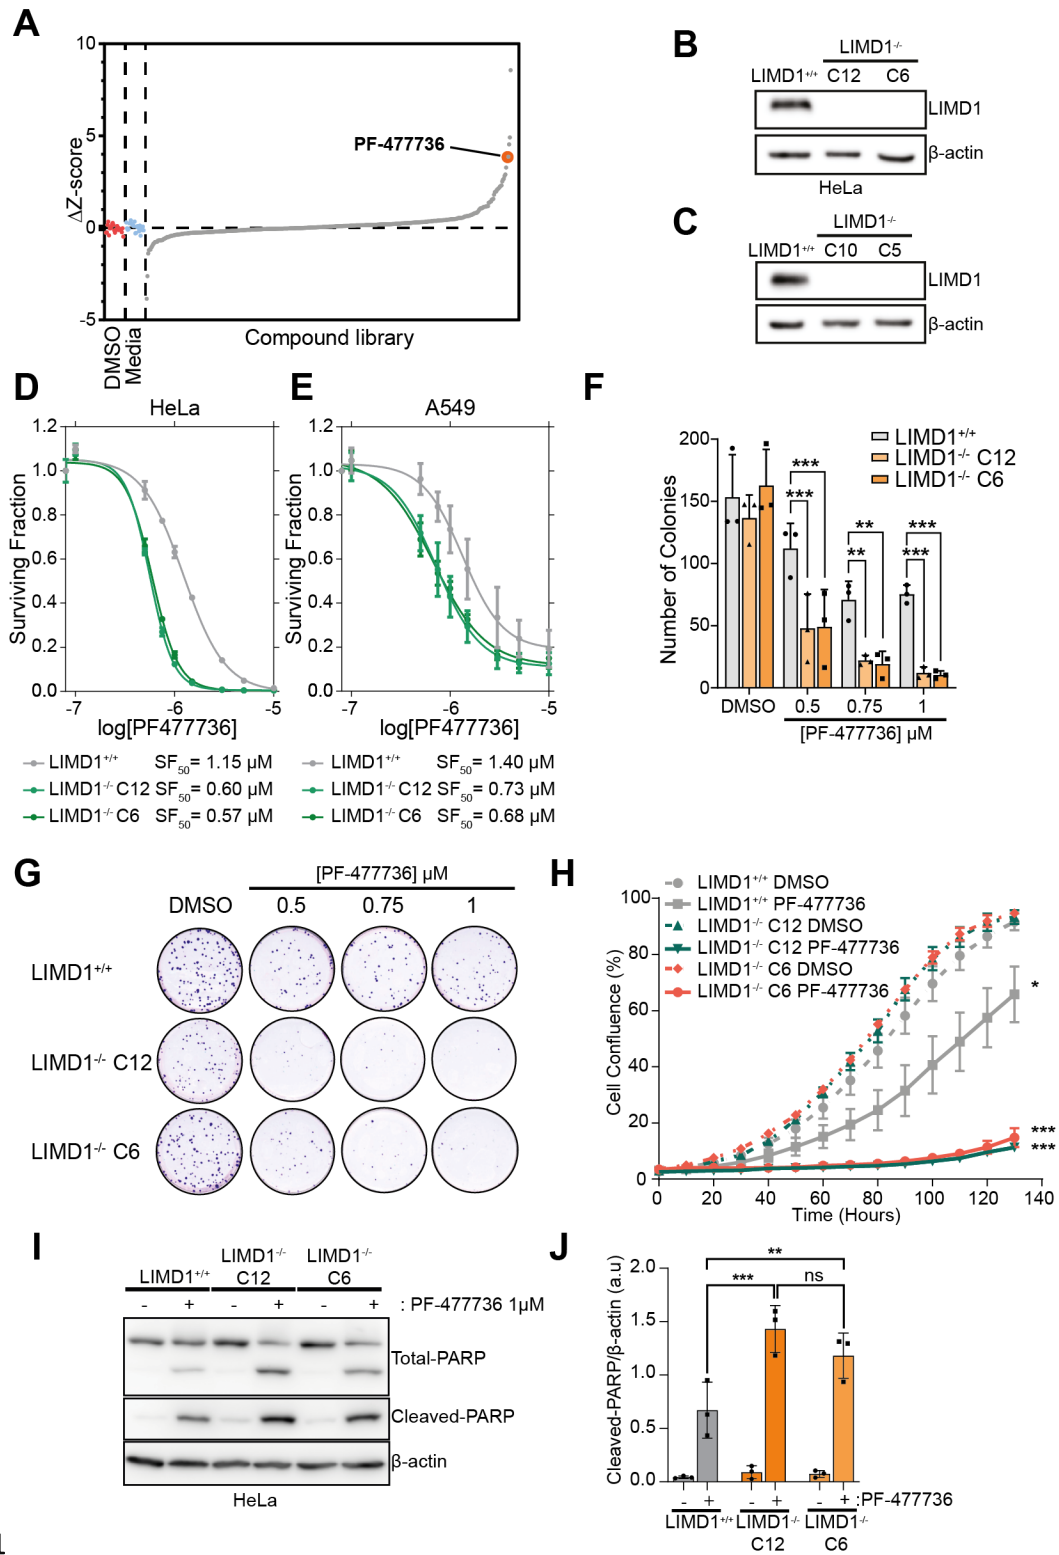 A
10
5
0
-5
ΔZ-score
PF-477736
DMSO
Media
Compound library
B
LIMD1-/-
LIMD1+/+ C12 C6
LIMD1
β-actin
HeLa
C
LIMD1-/-
LIMD1+/+ C10 C5
LIMD1
β-actin
D
HeLa
1.2
1.0
0.8
0.6
0.4
0.2
0.0
Surviving Fraction
-7 -6 -5
log[PF477736]
LIMD1+/+ SF50= 1.15 µM
LIMD1-/- C12 SF50= 0.60 µM
LIMD1-/- C6 SF50= 0.57 µM
E
A549
1.2
1.0
0.8
0.6
0.4
0.2
0.0
Surviving Fraction
-7 -6 -5
log[PF477736]
LIMD1+/+ SF50= 1.40 µM
LIMD1-/- C12 SF50= 0.73 µM
LIMD1-/- C6 SF50= 0.68 µM
F
200
150
100
50
0
Number of Colonies
LIMD1+/+
LIMD1-/- C12
LIMD1-/- C6
***
***
**
**
***
***
DMSO 0.5 0.75 1
[PF-477736] µM
G
[PF-477736] µM
DMSO 0.5 0.75 1
LIMD1+/+
LIMD1-/- C12
LIMD1-/- C6
H
LIMD1+/+ DMSO
LIMD1+/+ PF-477736
LIMD1-/- C12 DMSO
LIMD1-/- C12 PF-477736
LIMD1-/- C6 DMSO
LIMD1-/- C6 PF-477736
100
80
60
40
20
0
Cell Confluence (%)
*
***
***
0 20 40 60 80 100 120 140
Time (Hours)
I
LIMD1+/+ LIMD1-/- C12 LIMD1-/- C6
- + - + - + : PF-477736 1µM
Total-PARP
Cleaved-PARP
β-actin
HeLa
J
2.0
1.5
1.0
0.5
0.0
Cleaved-PARP/β-actin (a.u)
**
***
ns
- + - + - + :PF-477736
LIMD1+/+ LIMD1-/- C12 LIMD1-/- C6